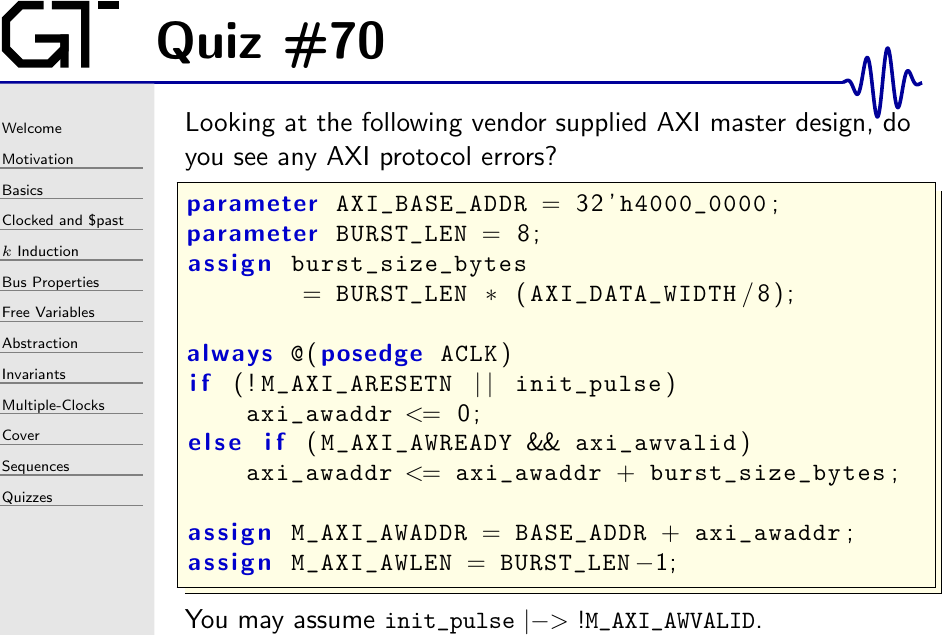 GT
Quiz #70
Welcome
Motivation
Basics
Clocked and $past
k Induction
Bus Properties
Free Variables
Abstraction
Invariants
Multiple-Clocks
Cover
Sequences
Quizzes
Looking at the following vendor supplied AXI master design, do
you see any AXI protocol errors?
parameter AXI_BASE_ADDR = 32'h4000_0000;
parameter BURST_LEN = 8;
assign burst_size_bytes
= BURST_LEN * (AXI_DATA_WIDTH/8);
always @(posedge ACLK)
if (!M_AXI_ARESETN || init_pulse)
axi_awaddr <= 0;
else if (M_AXI_AWREADY && axi_awvalid)
axi_awaddr <= axi_awaddr + burst_size_bytes;
assign M_AXI_AWADDR = BASE_ADDR + axi_awaddr;
assign M_AXI_AWLEN = BURST_LEN-1;
You may assume init_pulse |-> !M_AXI_AWVALID.